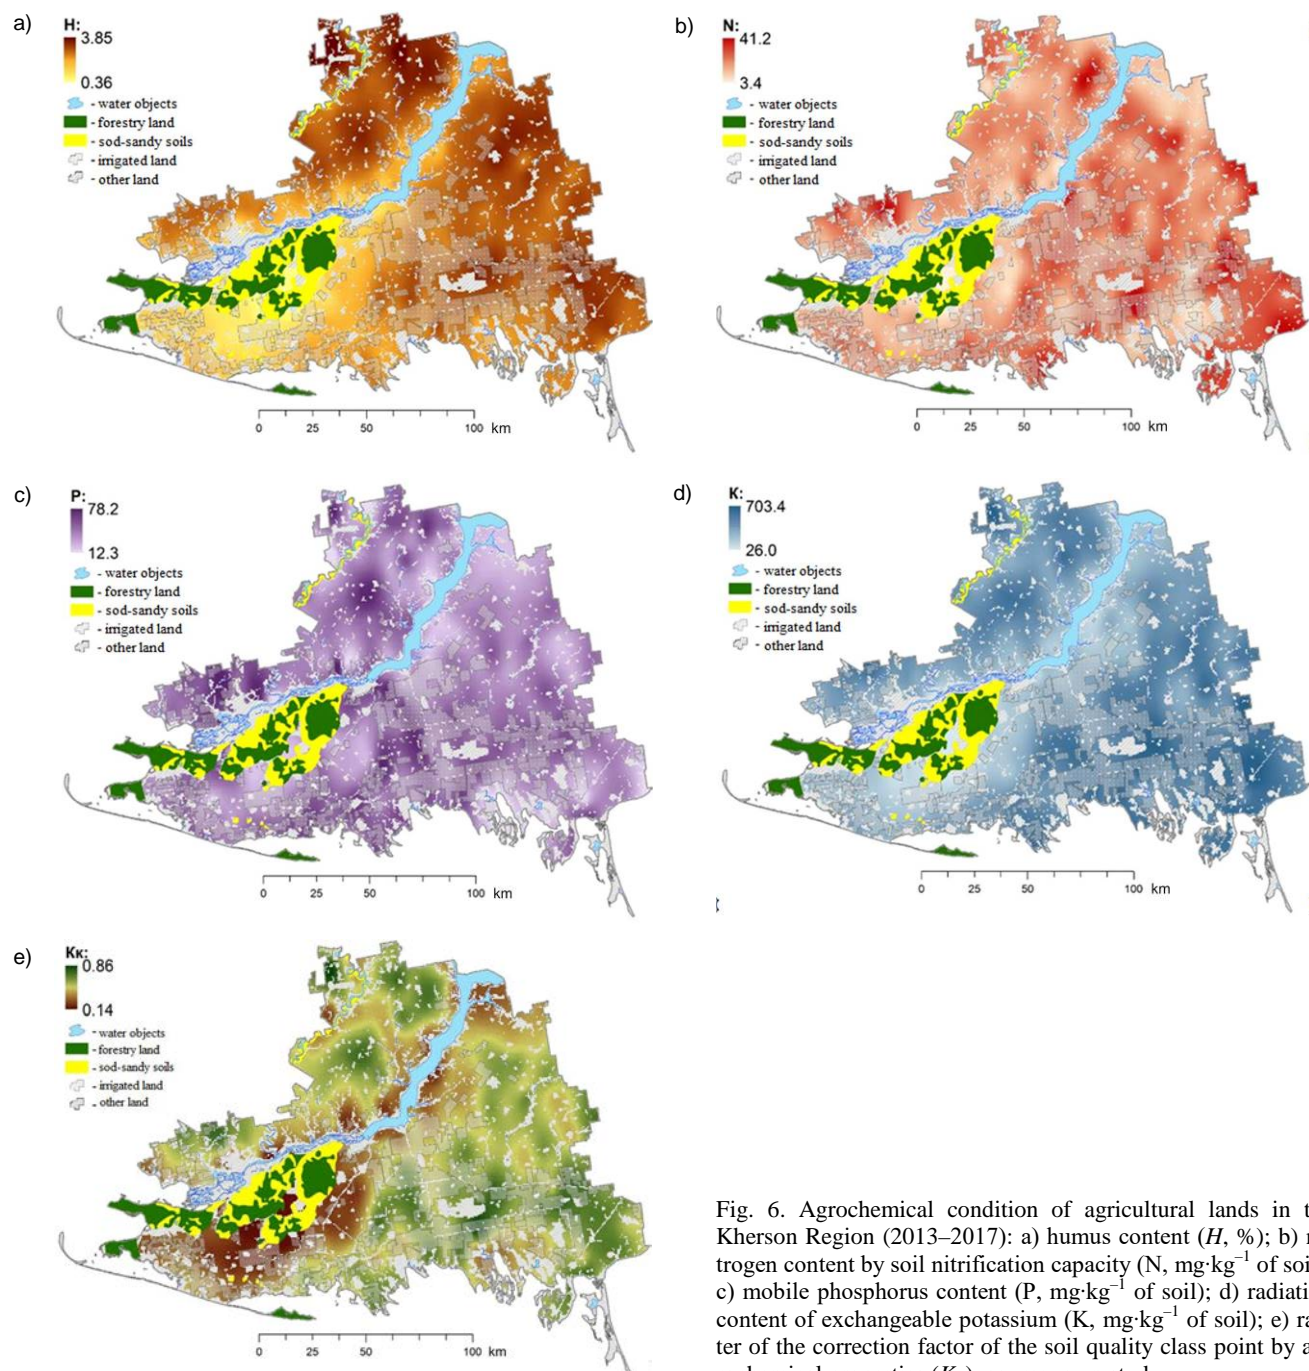 a)
H:
3.85
0.36
- water objects
- forestry land
- sod-sandy soils
- irrigated land
- other land
0 25 50 100 km
b)
N:
41.2
3.4
- water objects
- forestry land
- sod-sandy soils
- irrigated land
- other land
0 25 50 100 km
c)
P:
78.2
12.3
- water objects
- forestry land
- sod-sandy soils
- irrigated land
- other land
0 25 50 100 km
d)
K:
703.4
26.0
- water objects
- forestry land
- sod-sandy soils
- irrigated land
- other land
0 25 50 100 km
e)
Kк:
0.86
0.14
- water objects
- forestry land
- sod-sandy soils
- irrigated land
- other land
0 25 50 100 km
Fig. 6. Agrochemical condition of agricultural lands in t
Kherson Region (2013–2017): a) humus content (H, %); b) 
trogen content by soil nitrification capacity (N, mg·kg⁻¹ of soi
c) mobile phosphorus content (P, mg·kg⁻¹ of soil); d) radiati
content of exchangeable potassium (K, mg·kg⁻¹ of soil); e) ra
ter of the correction factor of the soil quality class point by a